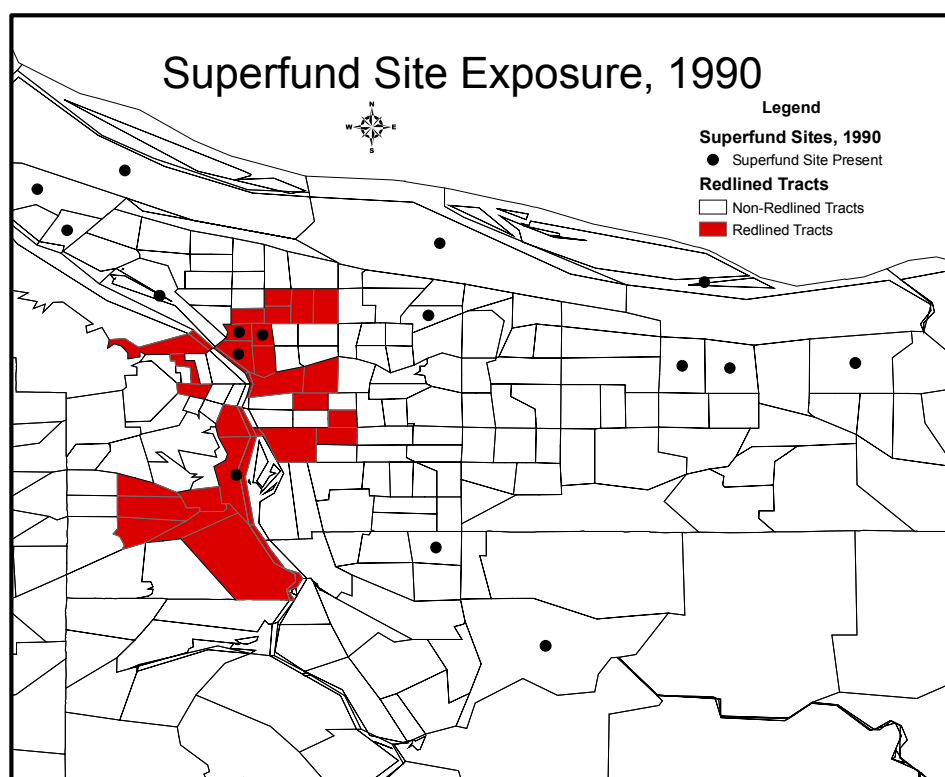 Superfund Site Exposure, 1990
N
W E
S
Legend
Superfund Sites, 1990
Superfund Site Present
Redlined Tracts
Non-Redlined Tracts
Redlined Tracts